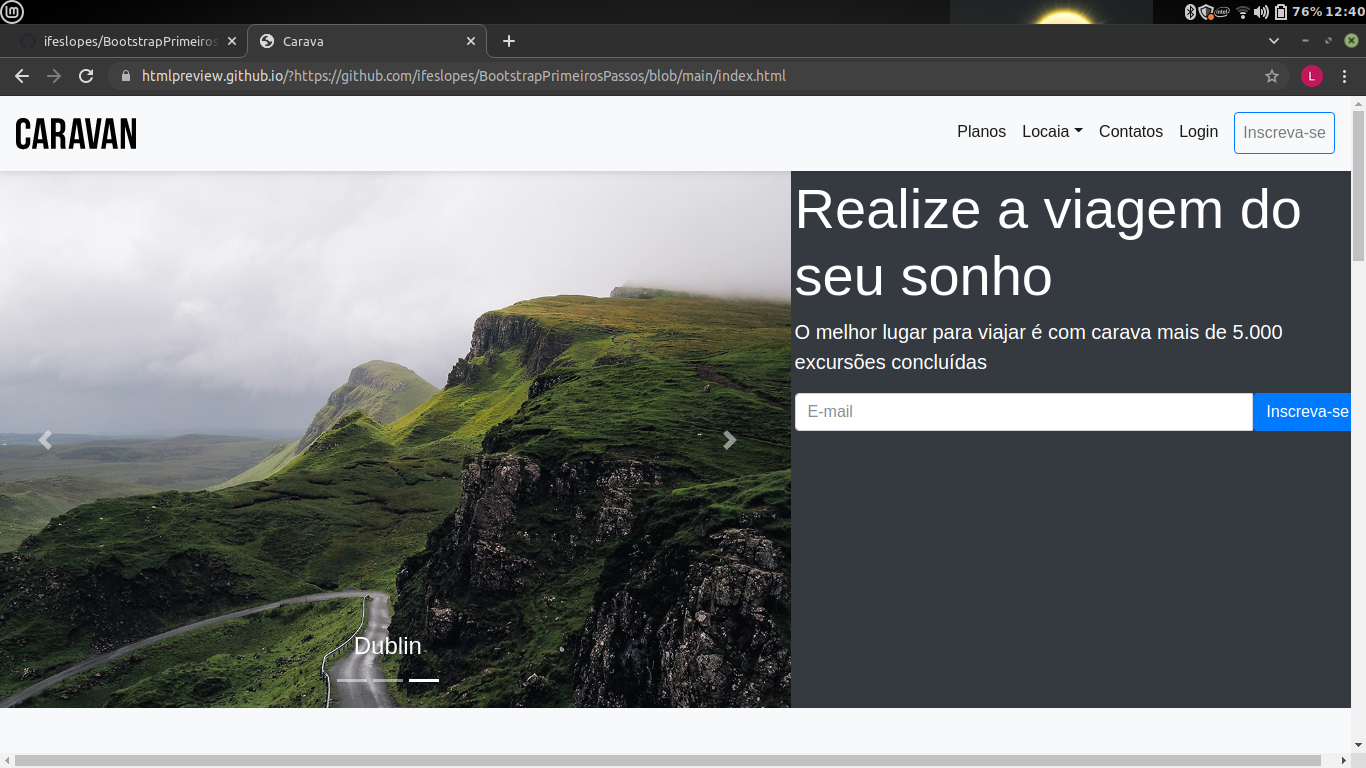 76% 12:40
ifeslopes/BootstrapPrimeiros
Carava
htmlpreview.github.io/?https://github.com/ifeslopes/BootstrapPrimeirosPassos/blob/main/index.html
L
CARAVAN
Planos
Locaia
Contatos
Login
Inscreva-se
Realize a viagem do
seu sonho
O melhor lugar para viajar é com carava mais de 5.000
excursões concluídas
E-mail
Inscreva-se
Dublin